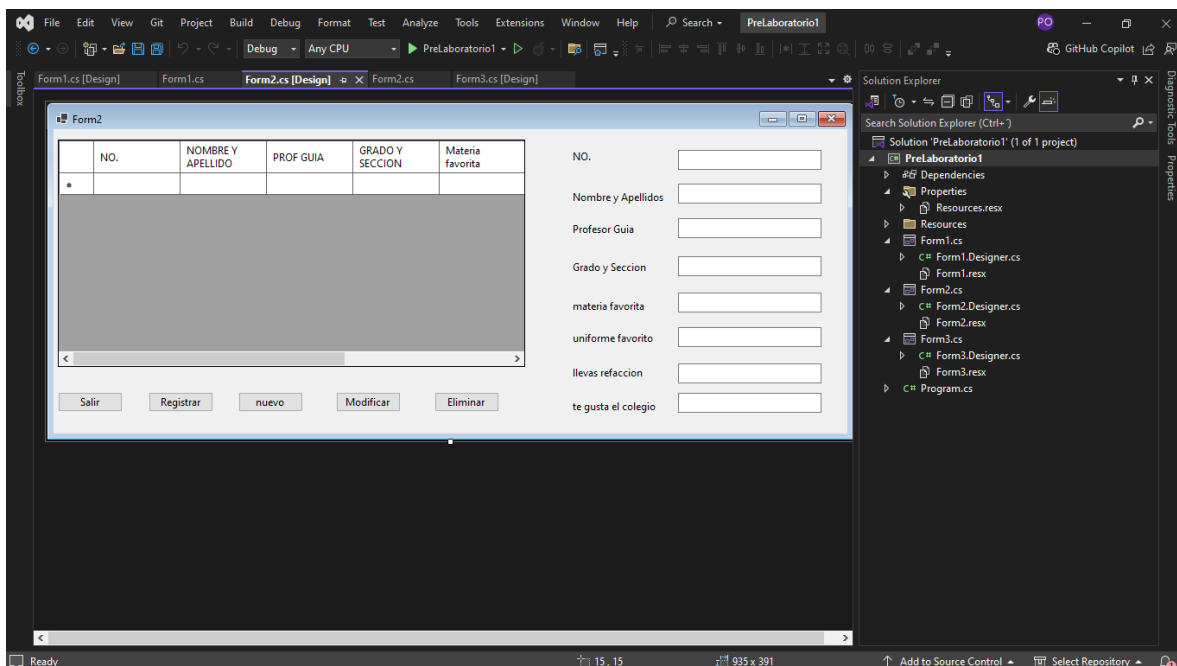 File Edit View Git Project Build Debug Format Test Analyze Tools Extensions Window Help Search PreLaboratorio1 PO
Debug Any CPU PreLaboratorio1 GitHub Copilot
Toolbox
Form1.cs [Design] Form1.cs Form2.cs [Design] Form2.cs Form3.cs [Design]
Form2
NO. NOMBRE Y APELLIDO PROF GUIA GRADO Y SECCION Materia favorita
NO.
Nombre y Apellidos
Profesor Guia
Grado y Seccion
materia favorita
uniforme favorito
llevas refaccion
te gusta el colegio
Salir Registrar nuevo Modificar Eliminar
Solution Explorer
Search Solution Explorer (Ctrl+´)
Solution 'PreLaboratorio1' (1 of 1 project)
C# PreLaboratorio1
Dependencies
Properties
Resources.resx
Resources
Form1.cs
C# Form1.Designer.cs
Form1.resx
Form2.cs
C# Form2.Designer.cs
Form2.resx
Form3.cs
C# Form3.Designer.cs
Form3.resx
C# Program.cs
Diagnostic Tools
Properties
Ready 15 , 15 935 x 391 Add to Source Control Select Repository